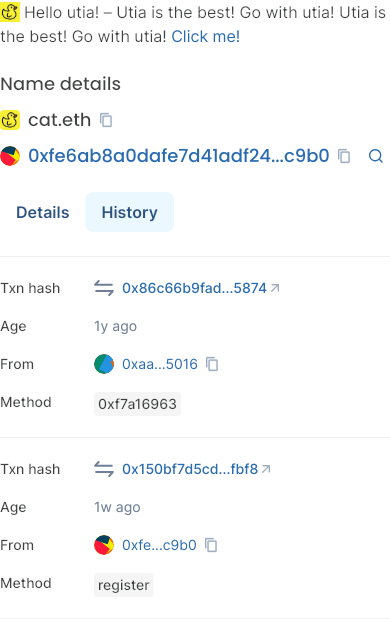 Hello utia! – Utia is the best! Go with utia! Utia is
the best! Go with utia! Click me!
Name details
cat.eth
0xfe6ab8a0dafe7d41adf24...c9b0
Details History
Txn hash 0x86c66b9fad...5874
Age 1y ago
From 0xaa...5016
Method 0xf7a16963
Txn hash 0x150bf7d5cd...fbf8
Age 1w ago
From 0xfe...c9b0
Method register